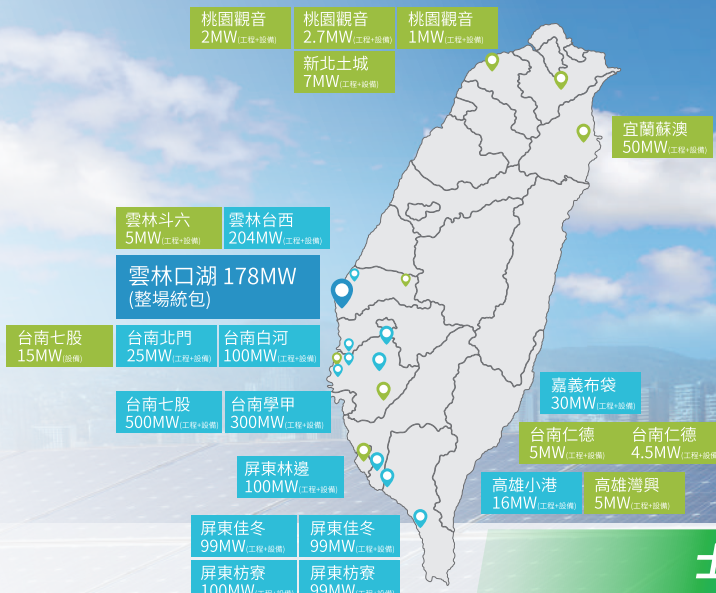 桃園觀音
2MW(工程+設備)
桃園觀音
2.7MW(工程+設備)
桃園觀音
1MW(工程+設備)
新北土城
7MW(工程+設備)
宜蘭蘇澳
50MW(工程+設備)
雲林斗六
5MW(工程+設備)
雲林台西
204MW(工程+設備)
雲林口湖 178MW
(整場統包)
台南七股
15MW(設備)
台南北門
25MW(工程+設備)
台南白河
100MW(工程+設備)
台南七股
500MW(工程+設備)
台南學甲
300MW(工程+設備)
嘉義布袋
30MW(工程+設備)
台南仁德
5MW(工程+設備)
台南仁德
4.5MW(工程+設備)
屏東林邊
100MW(工程+設備)
高雄小港
16MW(工程+設備)
高雄灣興
5MW(工程+設備)
屏東佳冬
99MW(工程+設備)
屏東佳冬
99MW(工程+設備)
屏東枋寮
100MW(工程+設備)
屏東枋寮
99MW(工程+設備)